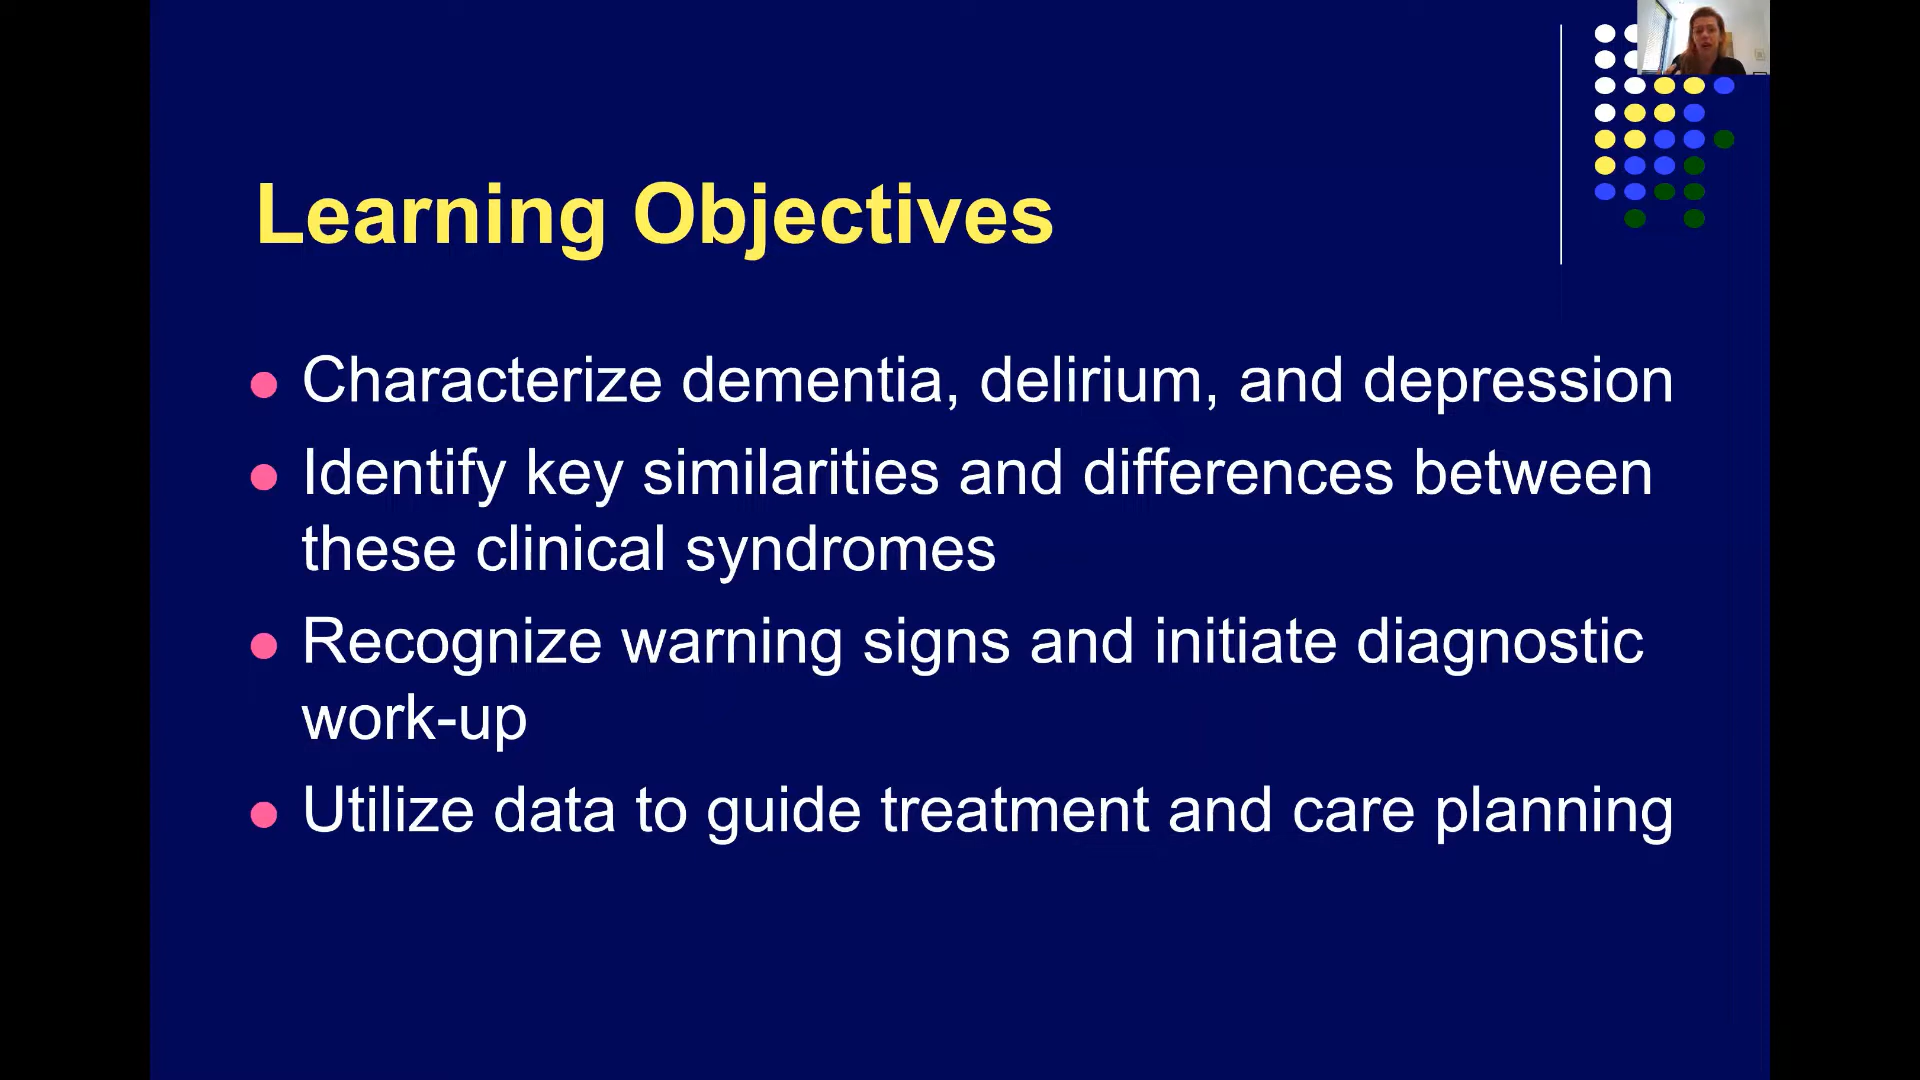 Learning Objectives
Characterize dementia, delirium, and depression
Identify key similarities and differences between
these clinical syndromes
Recognize warning signs and initiate diagnostic
work-up
Utilize data to guide treatment and care planning